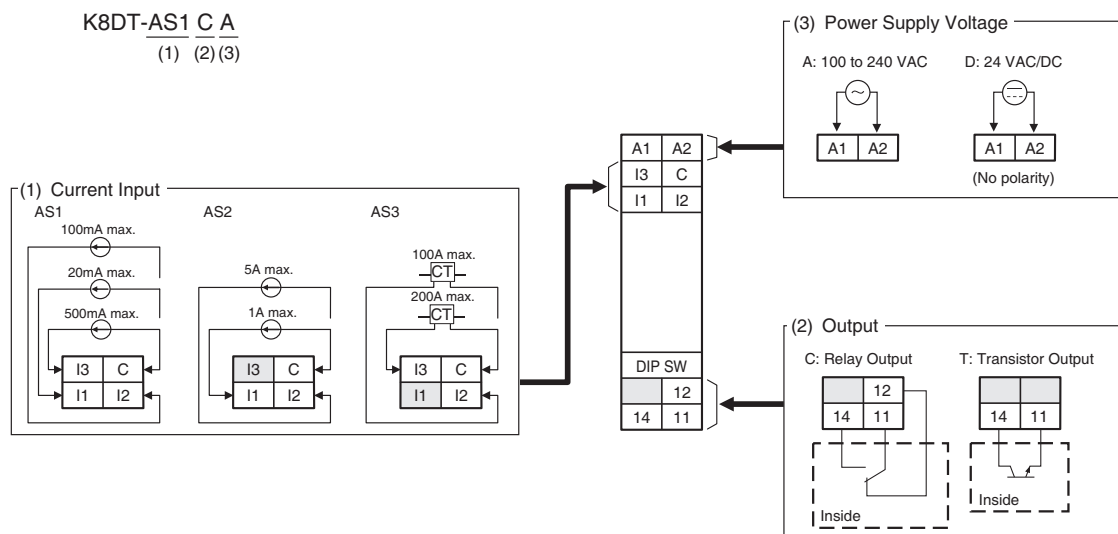 K8DT-AS1 C A
(1) (2) (3)
(1) Current Input
AS1
100mA max.
20mA max.
500mA max.
I3 C
I1 I2
AS2
5A max.
1A max.
I3 C
I1 I2
AS3
100A max.
CT
200A max.
CT
I3 C
I1 I2
A1 A2
I3 C
I1 I2
DIP SW
12
14 11
(3) Power Supply Voltage
A: 100 to 240 VAC
A1 A2
D: 24 VAC/DC
A1 A2
(No polarity)
(2) Output
C: Relay Output
12
14 11
Inside
T: Transistor Output
14 11
Inside